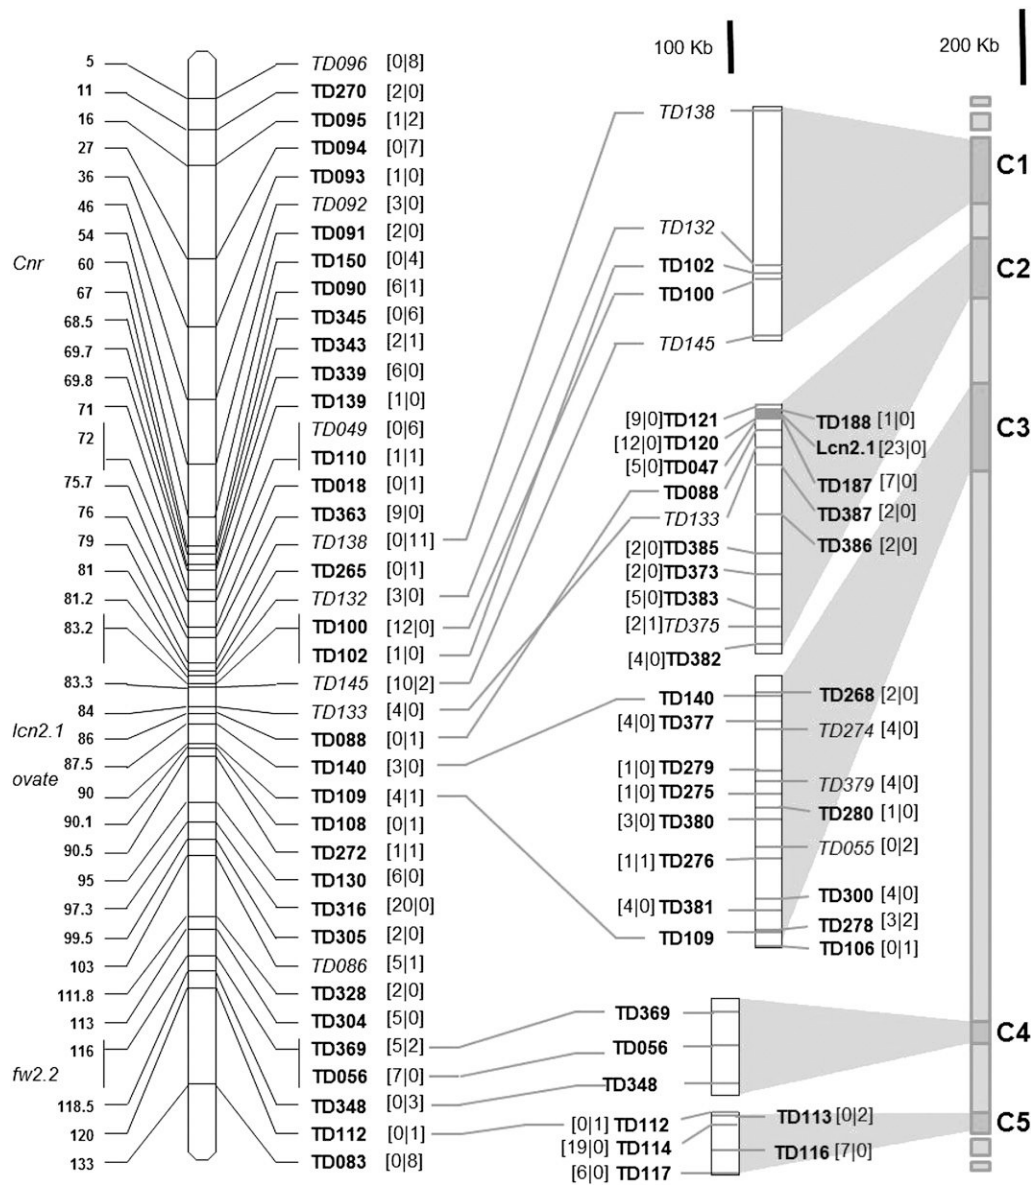 Cnr
lcn2.1
ovate
fw2.2
5
11
16
27
36
46
54
60
67
68.5
69.7
69.8
71
72
75.7
76
79
81
81.2
83.2
83.3
84
86
87.5
90
90.1
90.5
95
97.3
99.5
103
111.8
113
116
118.5
120
133
TD096 [0|8]
TD270 [2|0]
TD095 [1|2]
TD094 [0|7]
TD093 [1|0]
TD092 [3|0]
TD091 [2|0]
TD150 [0|4]
TD090 [6|1]
TD345 [0|6]
TD343 [2|1]
TD339 [6|0]
TD139 [1|0]
TD049 [0|6]
TD110 [1|1]
TD018 [0|1]
TD363 [9|0]
TD138 [0|11]
TD265 [0|1]
TD132 [3|0]
TD100 [12|0]
TD102 [1|0]
TD145 [10|2]
TD133 [4|0]
TD088 [0|1]
TD140 [3|0]
TD109 [4|1]
TD108 [0|1]
TD272 [1|1]
TD130 [6|0]
TD316 [20|0]
TD305 [2|0]
TD086 [5|1]
TD328 [2|0]
TD304 [5|0]
TD369 [5|2]
TD056 [7|0]
TD348 [0|3]
TD112 [0|1]
TD083 [0|8]
100 Kb
TD138
TD132
TD102
TD100
TD145
[9|0] TD121
[12|0] TD120
[5|0] TD047
TD088
TD133
[2|0] TD385
[2|0] TD373
[5|0] TD383
[2|1] TD375
[4|0] TD382
TD188 [1|0]
Lcn2.1 [23|0]
TD187 [7|0]
TD387 [2|0]
TD386 [2|0]
TD140
[4|0] TD377
[1|0] TD279
[1|0] TD275
[3|0] TD380
[1|1] TD276
[4|0] TD381
TD109
TD268 [2|0]
TD274 [4|0]
TD379 [4|0]
TD280 [1|0]
TD055 [0|2]
TD300 [4|0]
TD278 [3|2]
TD106 [0|1]
TD369
TD056
TD348
[0|1] TD112
[19|0] TD114
[6|0] TD117
TD113 [0|2]
TD116 [7|0]
200 Kb
C1
C2
C3
C4
C5